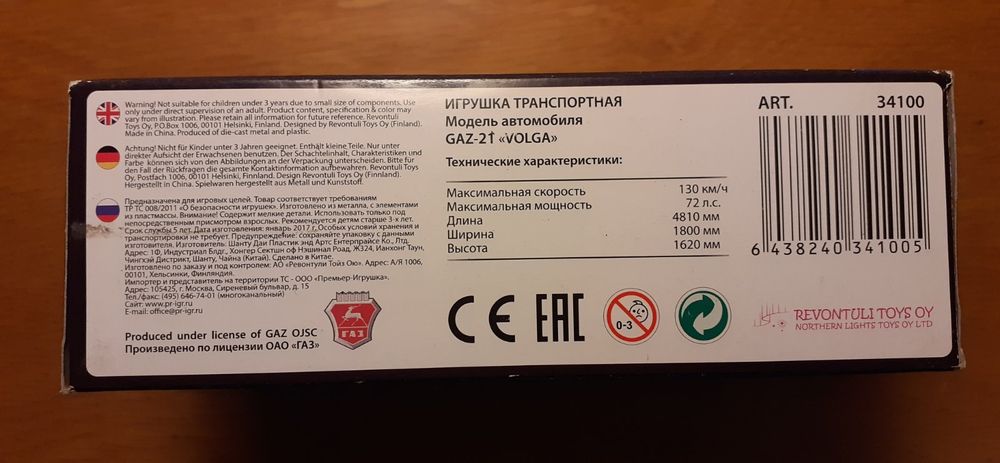 Warning! Not suitable for children under 3 years due to small size of components. Use
only under direct supervision of an adult. Product content, specification & color may
vary from illustration. Please retain all information for future reference. Revontuli
Toys Oy, P.O.Box 1006, 00101 Helsinki, Finland. Designed by Revontuli Toys Oy (Finland).
Made in China. Produced of die-cast metal and plastic.
Achtung! Nicht für Kinder unter 3 Jahren geeignet. Enthält kleine Teile. Nur unter
direkter Aufsicht der Erwachsenen benutzen. Der Schachtelinhalt, Charakteristiken und
Farbe können sich von den Abbildungen an der Verpackung unterscheiden. Bitte für
den Fall der Rückfragen die gesamte Kontaktinformation aufbewahren. Revontuli Toys
Oy, Postfach 1006, 00101 Helsinki, Finnland. Design Revontuli Toys Oy (Finnland).
Hergestellt in China. Spielwaren hergestellt aus Metall und Kunststoff.
Предназначена для игровых целей. Товар соответствует требованиям
ТР ТС 008/2011 «О безопасности игрушек». Изготовлено из металла, с элементами
из пластмассы. Внимание! Содержит мелкие детали. Использовать только под
непосредственным присмотром взрослых. Рекомендуется детям старше 3-х лет.
Срок службы 5 лет. Дата изготовления: январь 2017 г. Особых условий хранения и
транспортировки не требует. Предупреждение: сохраняйте упаковку с данными
изготовителя. Изготовитель: Шанту Даи Пластик энд Артс Ентерпрайсе Ко., Лтд.
Адрес: 1Ф, Индустриал Блдг., Хонгер Сектшн оф Нэшинал Роад, Ж324, Ианхонг Таун,
Чингхэй Дистрикт, Шанту, Чайна (Китай). Сделано в Китае.
Изготовлено по заказу и под контролем: АО «Ревонтули Тойз Ою». Адрес: А/Я 1006,
00101, Хельсинки, Финляндия.
Импортер и представитель на территории ТС - ООО «Премьер-Игрушка».
Адрес: 105425, г. Москва, Сиреневый бульвар, д. 15
Тел./факс: (495) 646-74-01 (многоканальный)
Сайт: www.pr-igr.ru
E-mail: office@pr-igr.ru
Produced under license of GAZ OJSC
Произведено по лицензии ОАО «ГАЗ»
ГАЗ
ИГРУШКА ТРАНСПОРТНАЯ
Модель автомобиля
GAZ-21 «VOLGA»
Технические характеристики:
Максимальная скорость 130 км/ч
Максимальная мощность 72 л.с.
Длина 4810 мм
Ширина 1800 мм
Высота 1620 мм
CE EAC 0-3
ART. 34100
6 438240 341005
REVONTULI TOYS OY
NORTHERN LIGHTS TOYS OY LTD